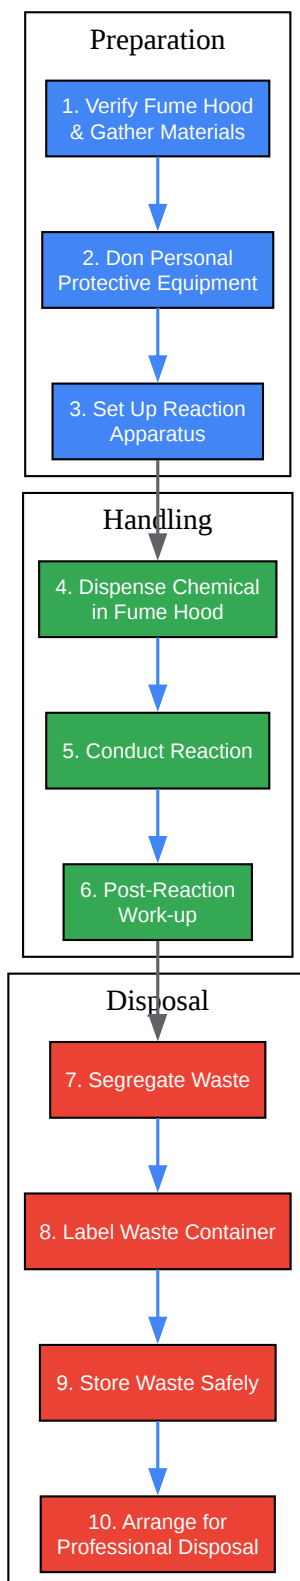 Preparation
1. Verify Fume Hood
& Gather Materials
2. Don Personal
Protective Equipment
3. Set Up Reaction
Apparatus
Handling
4. Dispense Chemical
in Fume Hood
5. Conduct Reaction
6. Post-Reaction
Work-up
Disposal
7. Segregate Waste
8. Label Waste Container
9. Store Waste Safely
10. Arrange for
Professional Disposal